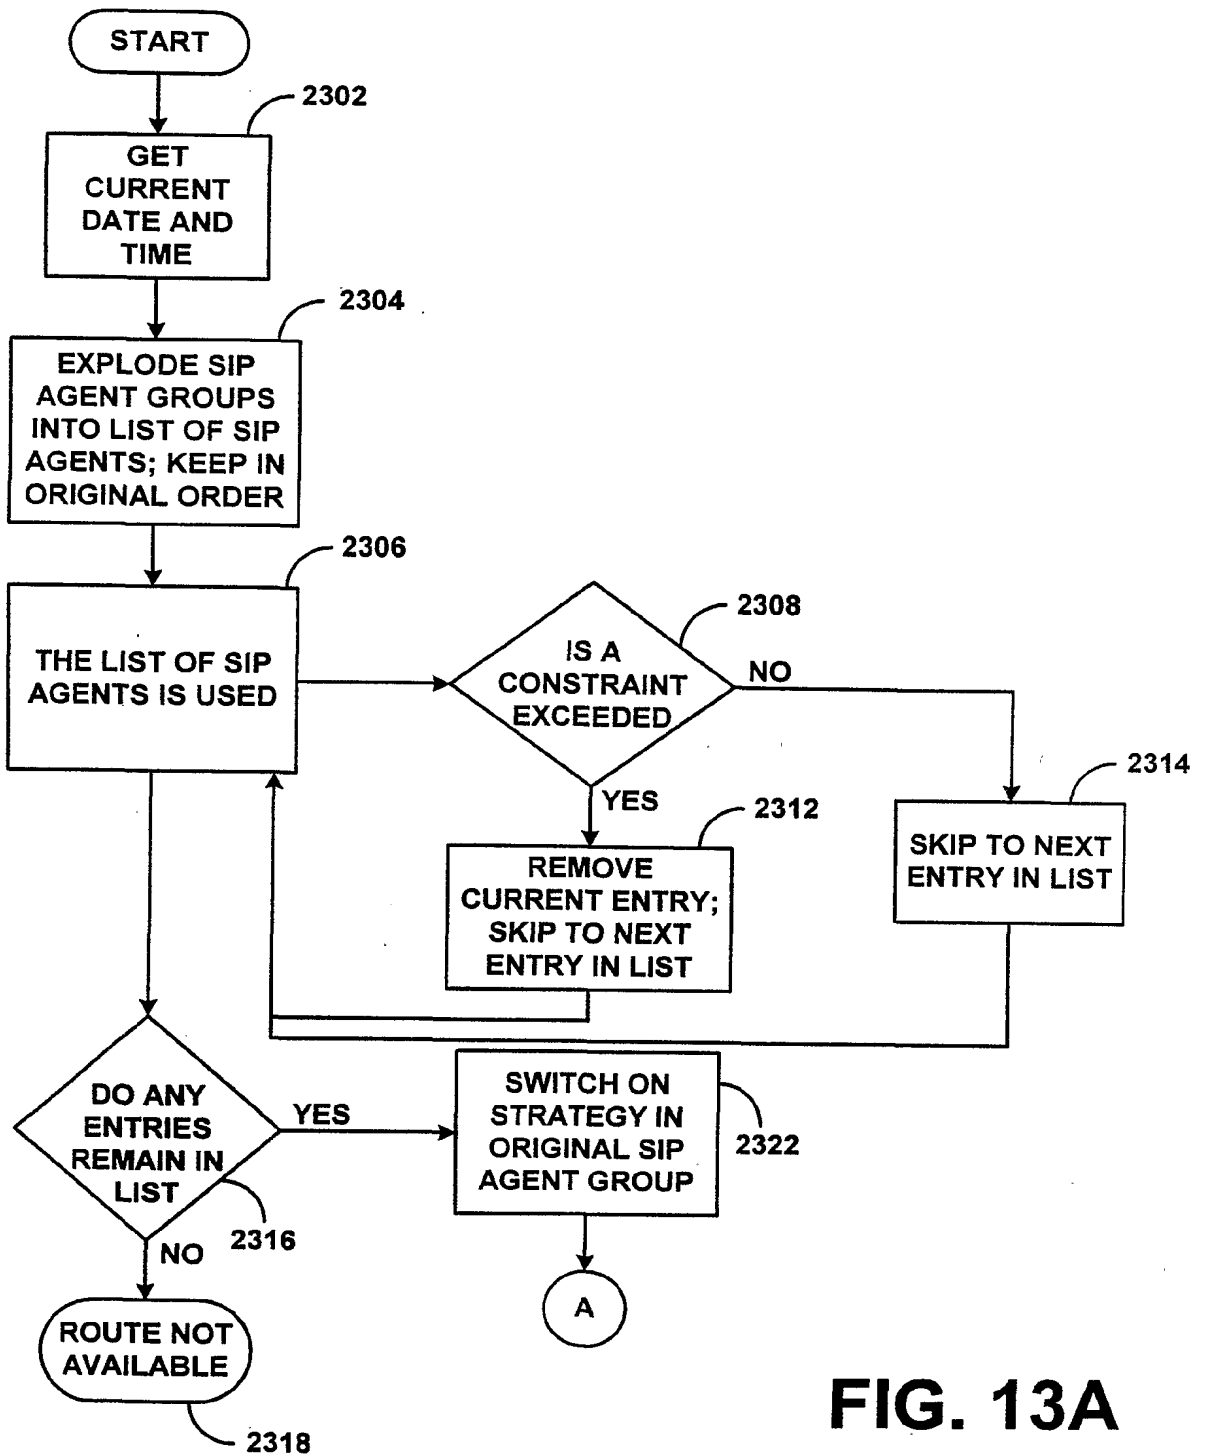 START
2302
GET
CURRENT
DATE AND
TIME
2304
EXPLODE SIP
AGENT GROUPS
INTO LIST OF SIP
AGENTS; KEEP IN
ORIGINAL ORDER
2306
THE LIST OF SIP
AGENTS IS USED
2308
IS A
CONSTRAINT
EXCEEDED
NO
YES
2314
SKIP TO NEXT
ENTRY IN LIST
2312
REMOVE
CURRENT ENTRY;
SKIP TO NEXT
ENTRY IN LIST
DO ANY
ENTRIES
REMAIN IN
LIST
2316
YES
SWITCH ON
STRATEGY IN
ORIGINAL SIP
AGENT GROUP
2322
NO
A
ROUTE NOT
AVAILABLE
2318
FIG. 13A